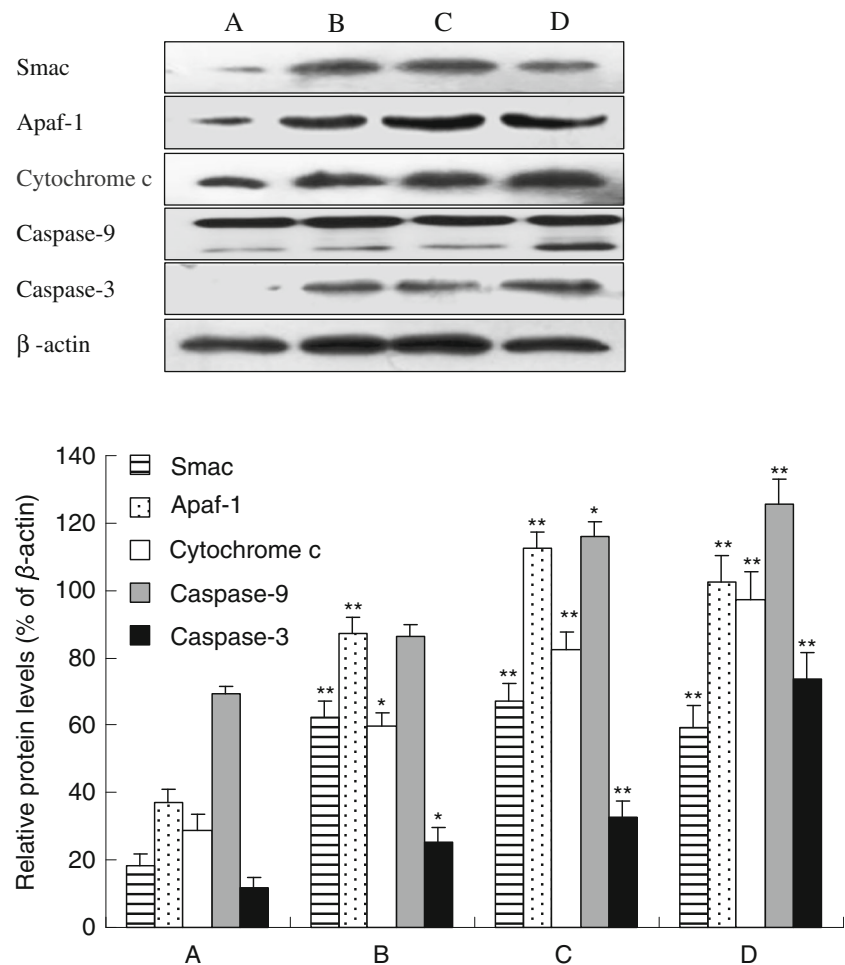 A B C D
Smac
Apaf-1
Cytochrome c
Caspase-9
Caspase-3
β -actin
Relative protein levels (% of β-actin)
140
120
100
80
60
40
20
0
Smac
Apaf-1
Cytochrome c
Caspase-9
Caspase-3
** ** * *
** ** ** * **
** ** ** ** **
A B C D